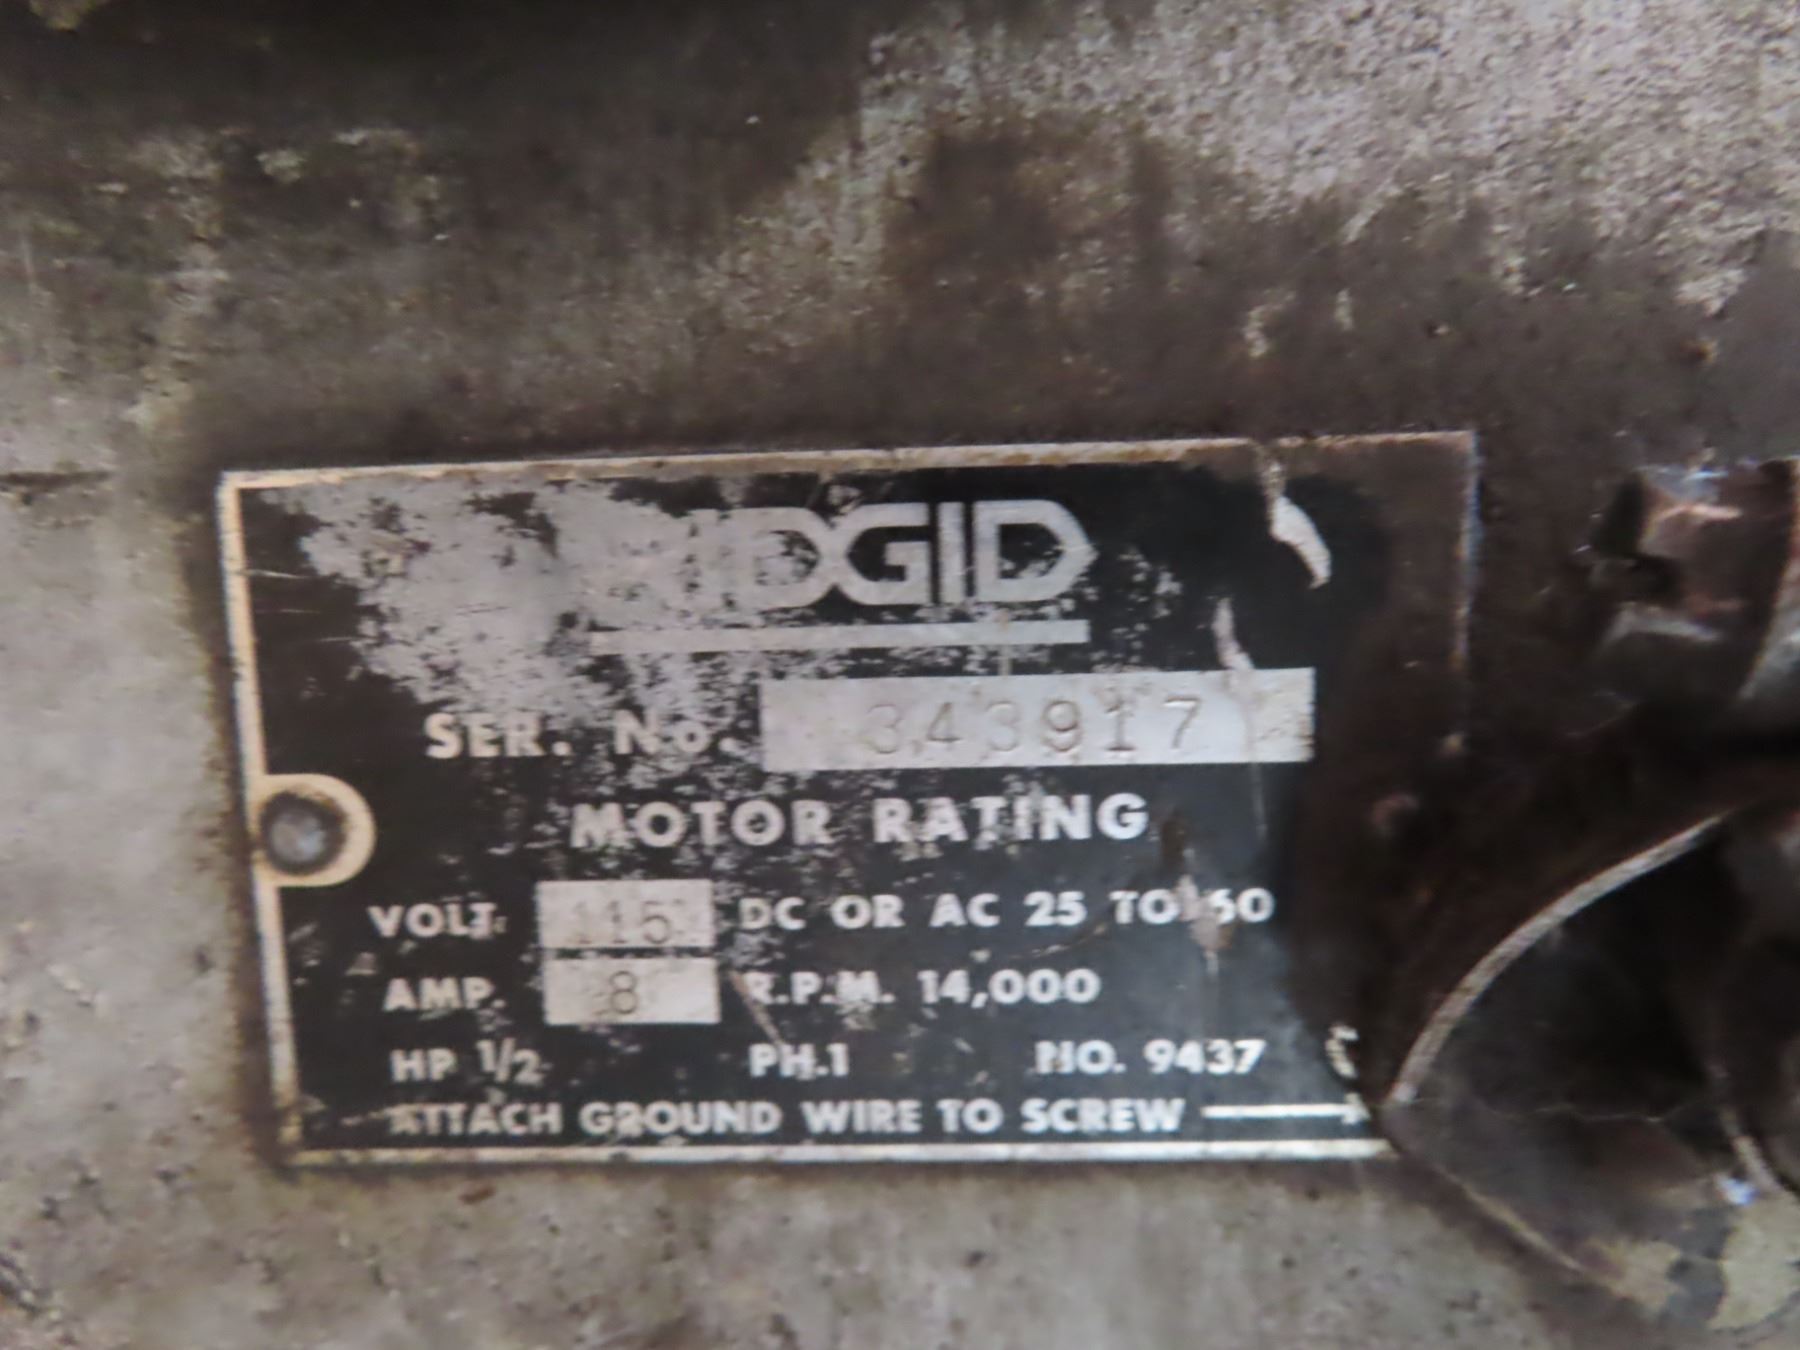 RIDGID
SER. No. 343917
MOTOR RATING
VOLT. 115 DC OR AC 25 TO 60
AMP. 8 R.P.M. 14,000
HP 1/2 PH.1 NO. 9437
ATTACH GROUND WIRE TO SCREW